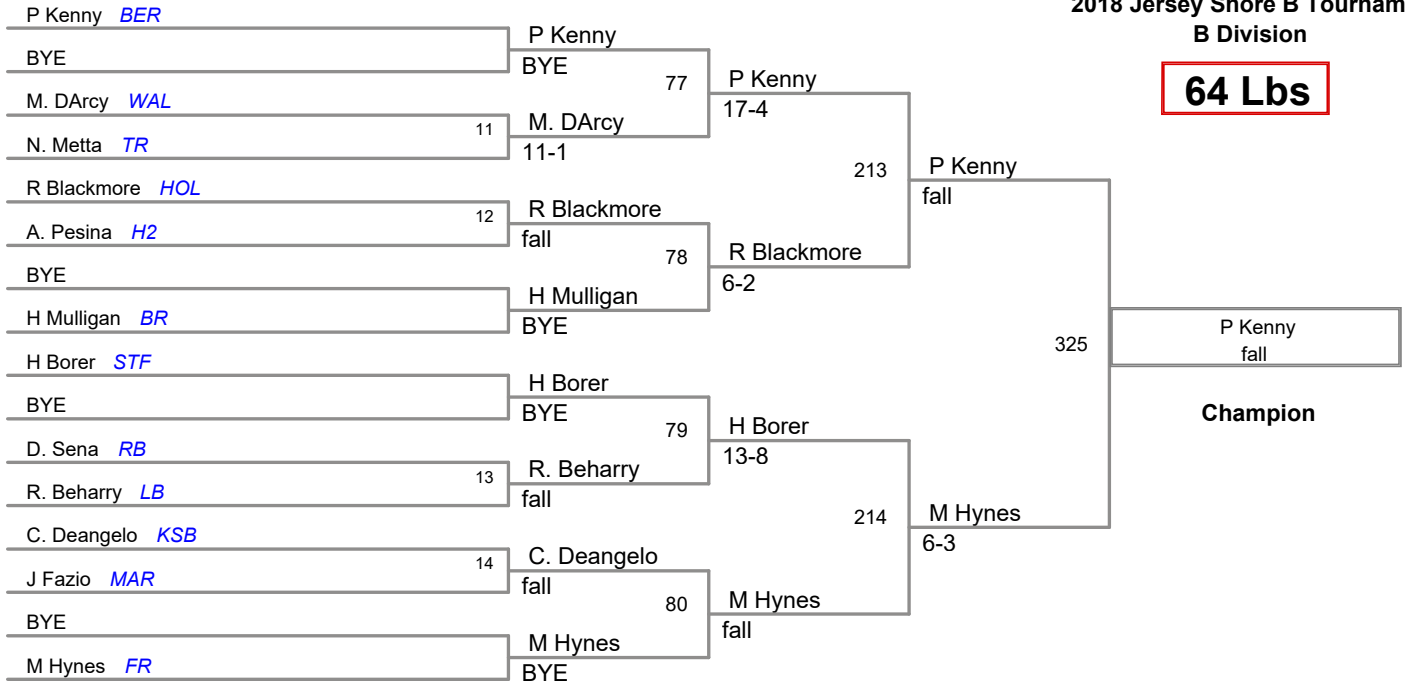 2018 Jersey Shore B Tournam
B Division
64 Lbs
P Kenny BER
BYE
M. DArcy WAL
N. Metta TR
R Blackmore HOL
A. Pesina H2
BYE
H Mulligan BR
H Borer STF
BYE
D. Sena RB
R. Beharry LB
C. Deangelo KSB
J Fazio MAR
BYE
M Hynes FR
11
12
13
14
P Kenny
BYE
M. DArcy
11-1
R Blackmore
fall
H Mulligan
BYE
H Borer
BYE
R. Beharry
fall
C. Deangelo
fall
M Hynes
BYE
77
78
79
80
P Kenny
17-4
R Blackmore
6-2
H Borer
13-8
M Hynes
fall
213
214
P Kenny
fall
M Hynes
6-3
325
P Kenny
fall
Champion